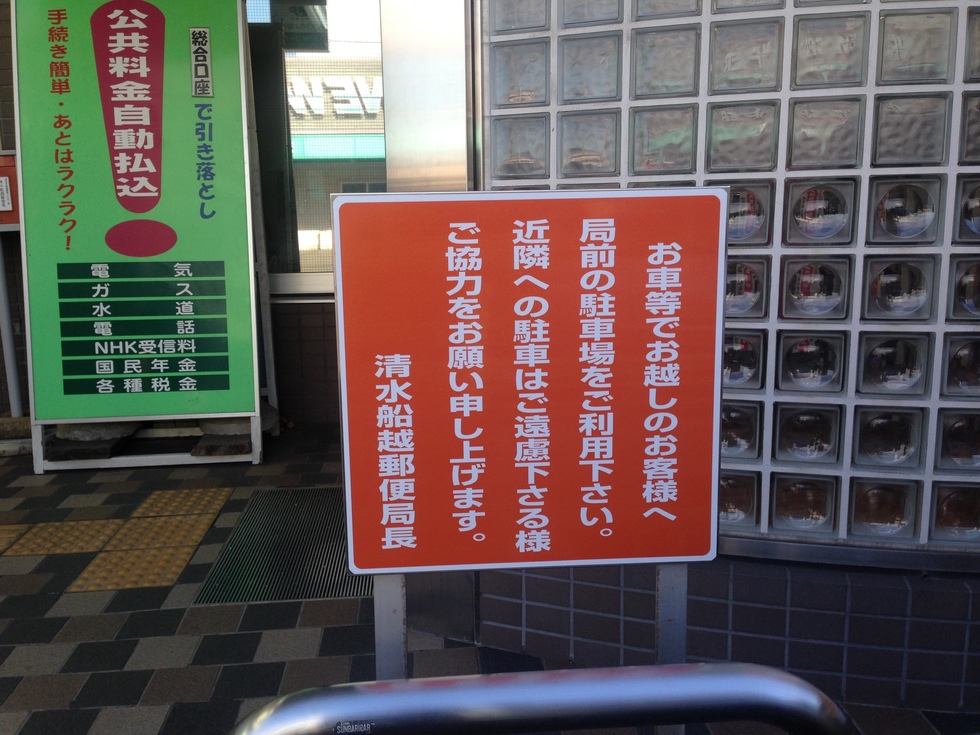 お車等でお越しのお客様へ
局前の駐車場をご利用下さい。
近隣への駐車はご遠慮下さる様
ご協力をお願い申し上げます。
清水船越郵便局長
総合口座で引き落とし
公共料金自動払込
手続き簡単・あとはラクラク!
電気
ガス
水道
電話
NHK受信料
国民年金
各種税金
SUNBARHAR